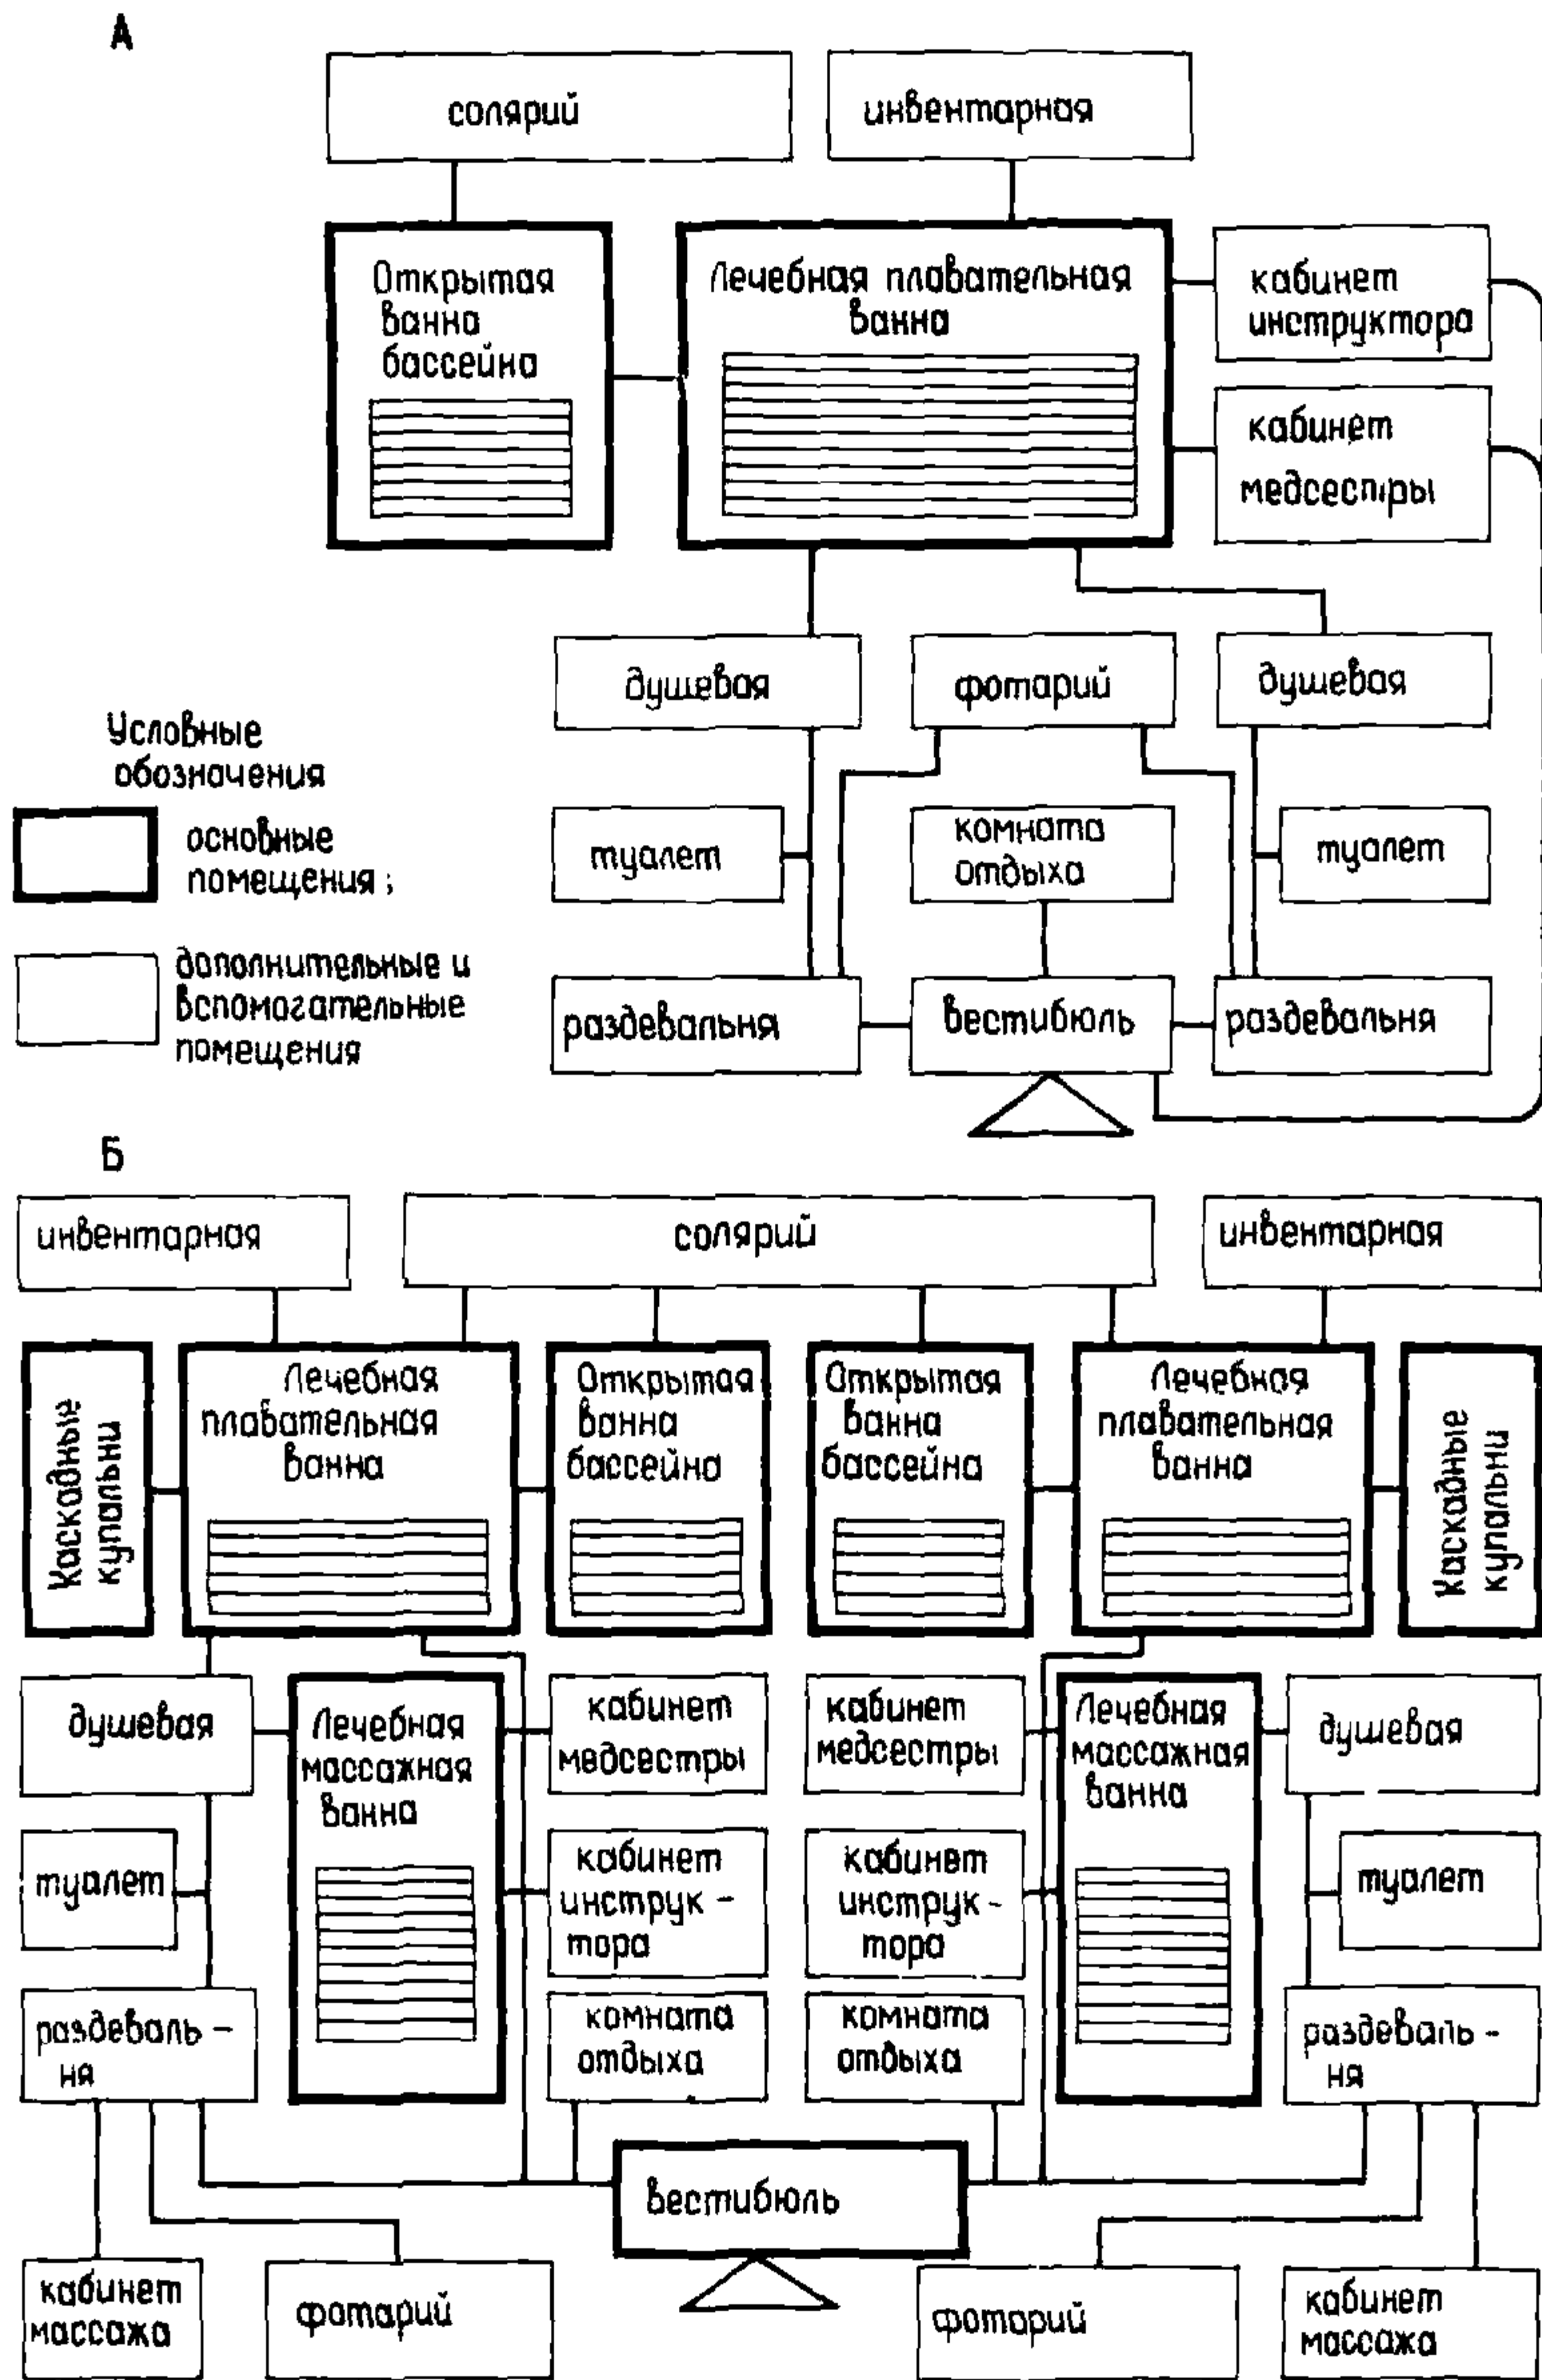 А
солярий
инвентарная
Открытая
ванна
бассейна
Лечебная плавательная
ванна
кабинет
инструктора
кабинет
медсестры
душевая
фотарий
душевая
Условные
обозначения
основные
помещения;
дополнительные и
вспомогательные
помещения
туалет
комната
отдыха
туалет
раздевальня
вестибюль
раздевальня
Б
инвентарная
солярий
инвентарная
Каскадные
купальни
Лечебная
плавательная
ванна
Открытая
ванна
бассейна
Открытая
ванна
бассейна
Лечебная
плавательная
ванна
Каскадные
купальни
душевая
Лечебная
массажная
ванна
кабинет
медсестры
кабинет
медсестры
Лечебная
массажная
ванна
душевая
туалет
кабинет
инструк-
тора
кабинет
инструк-
тора
туалет
раздеваль-
ня
комната
отдыха
комната
отдыха
раздеваль-
ня
вестибюль
кабинет
массажа
фотарий
фотарий
кабинет
массажа